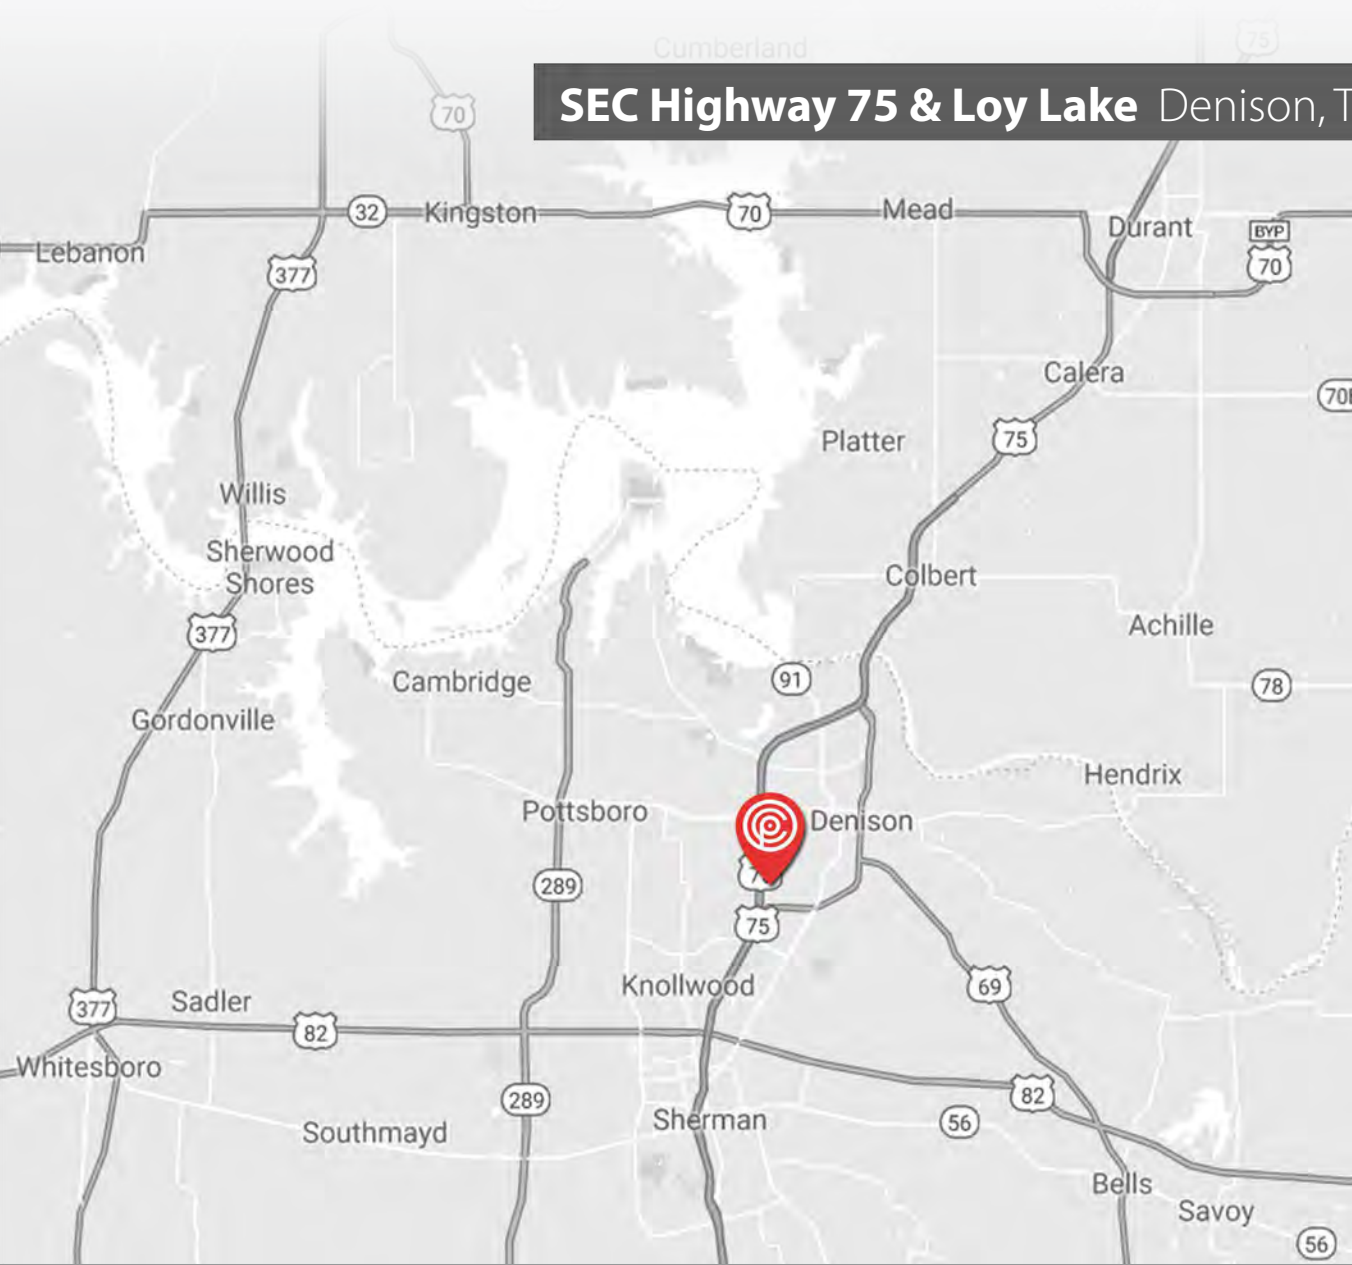 Cumberland
75
SEC Highway 75 & Loy Lake Denison, T
70
32
Kingston
70
Mead
Durant
BYP
70
Lebanon
377
Calera
70
Platter
75
Willis
Sherwood
Shores
Colbert
377
Achille
Cambridge
91
78
Gordonville
Hendrix
Pottsboro
Denison
289
75
Knollwood
69
377
Sadler
82
Whitesboro
82
289
Sherman
56
Southmayd
Bells
Savoy
56